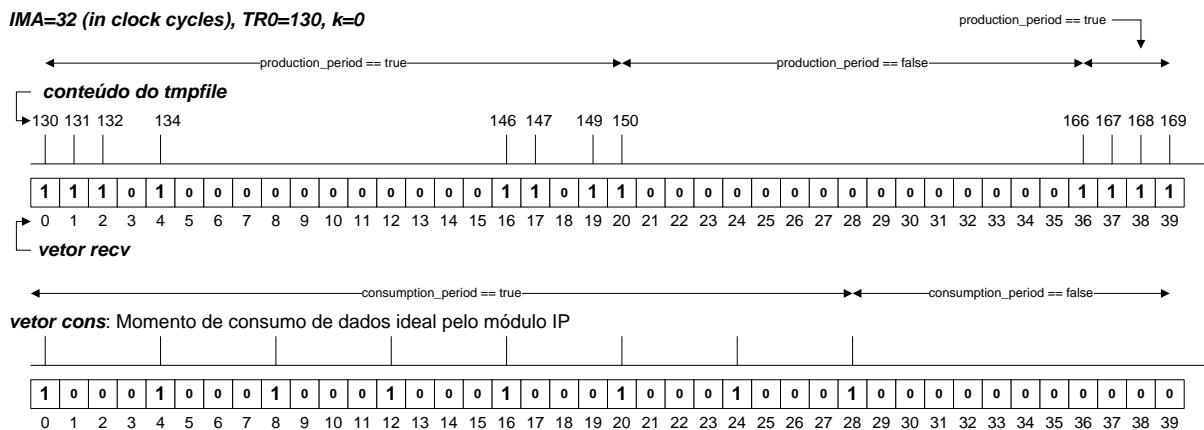 IMA=32 (in clock cycles), TR0=130, k=0
production_period == true
production_period == true production_period == false
conteúdo do tmpfile
130 131 132 134 146 147 149 150 166 167 168 169
1 1 1 0 1 0 0 0 0 0 0 0 0 0 0 0 1 1 0 1 1 0 0 0 0 0 0 0 0 0 0 0 0 0 0 0 1 1 1 1
0 1 2 3 4 5 6 7 8 9 10 11 12 13 14 15 16 17 18 19 20 21 22 23 24 25 26 27 28 29 30 31 32 33 34 35 36 37 38 39
vetor recv
consumption_period == true consumption_period == false
vetor cons: Momento de consumo de dados ideal pelo módulo IP
1 0 0 0 1 0 0 0 1 0 0 0 1 0 0 0 1 0 0 0 1 0 0 0 1 0 0 0 1 0 0 0 0 0 0 0 0 0 0 0
0 1 2 3 4 5 6 7 8 9 10 11 12 13 14 15 16 17 18 19 20 21 22 23 24 25 26 27 28 29 30 31 32 33 34 35 36 37 38 39